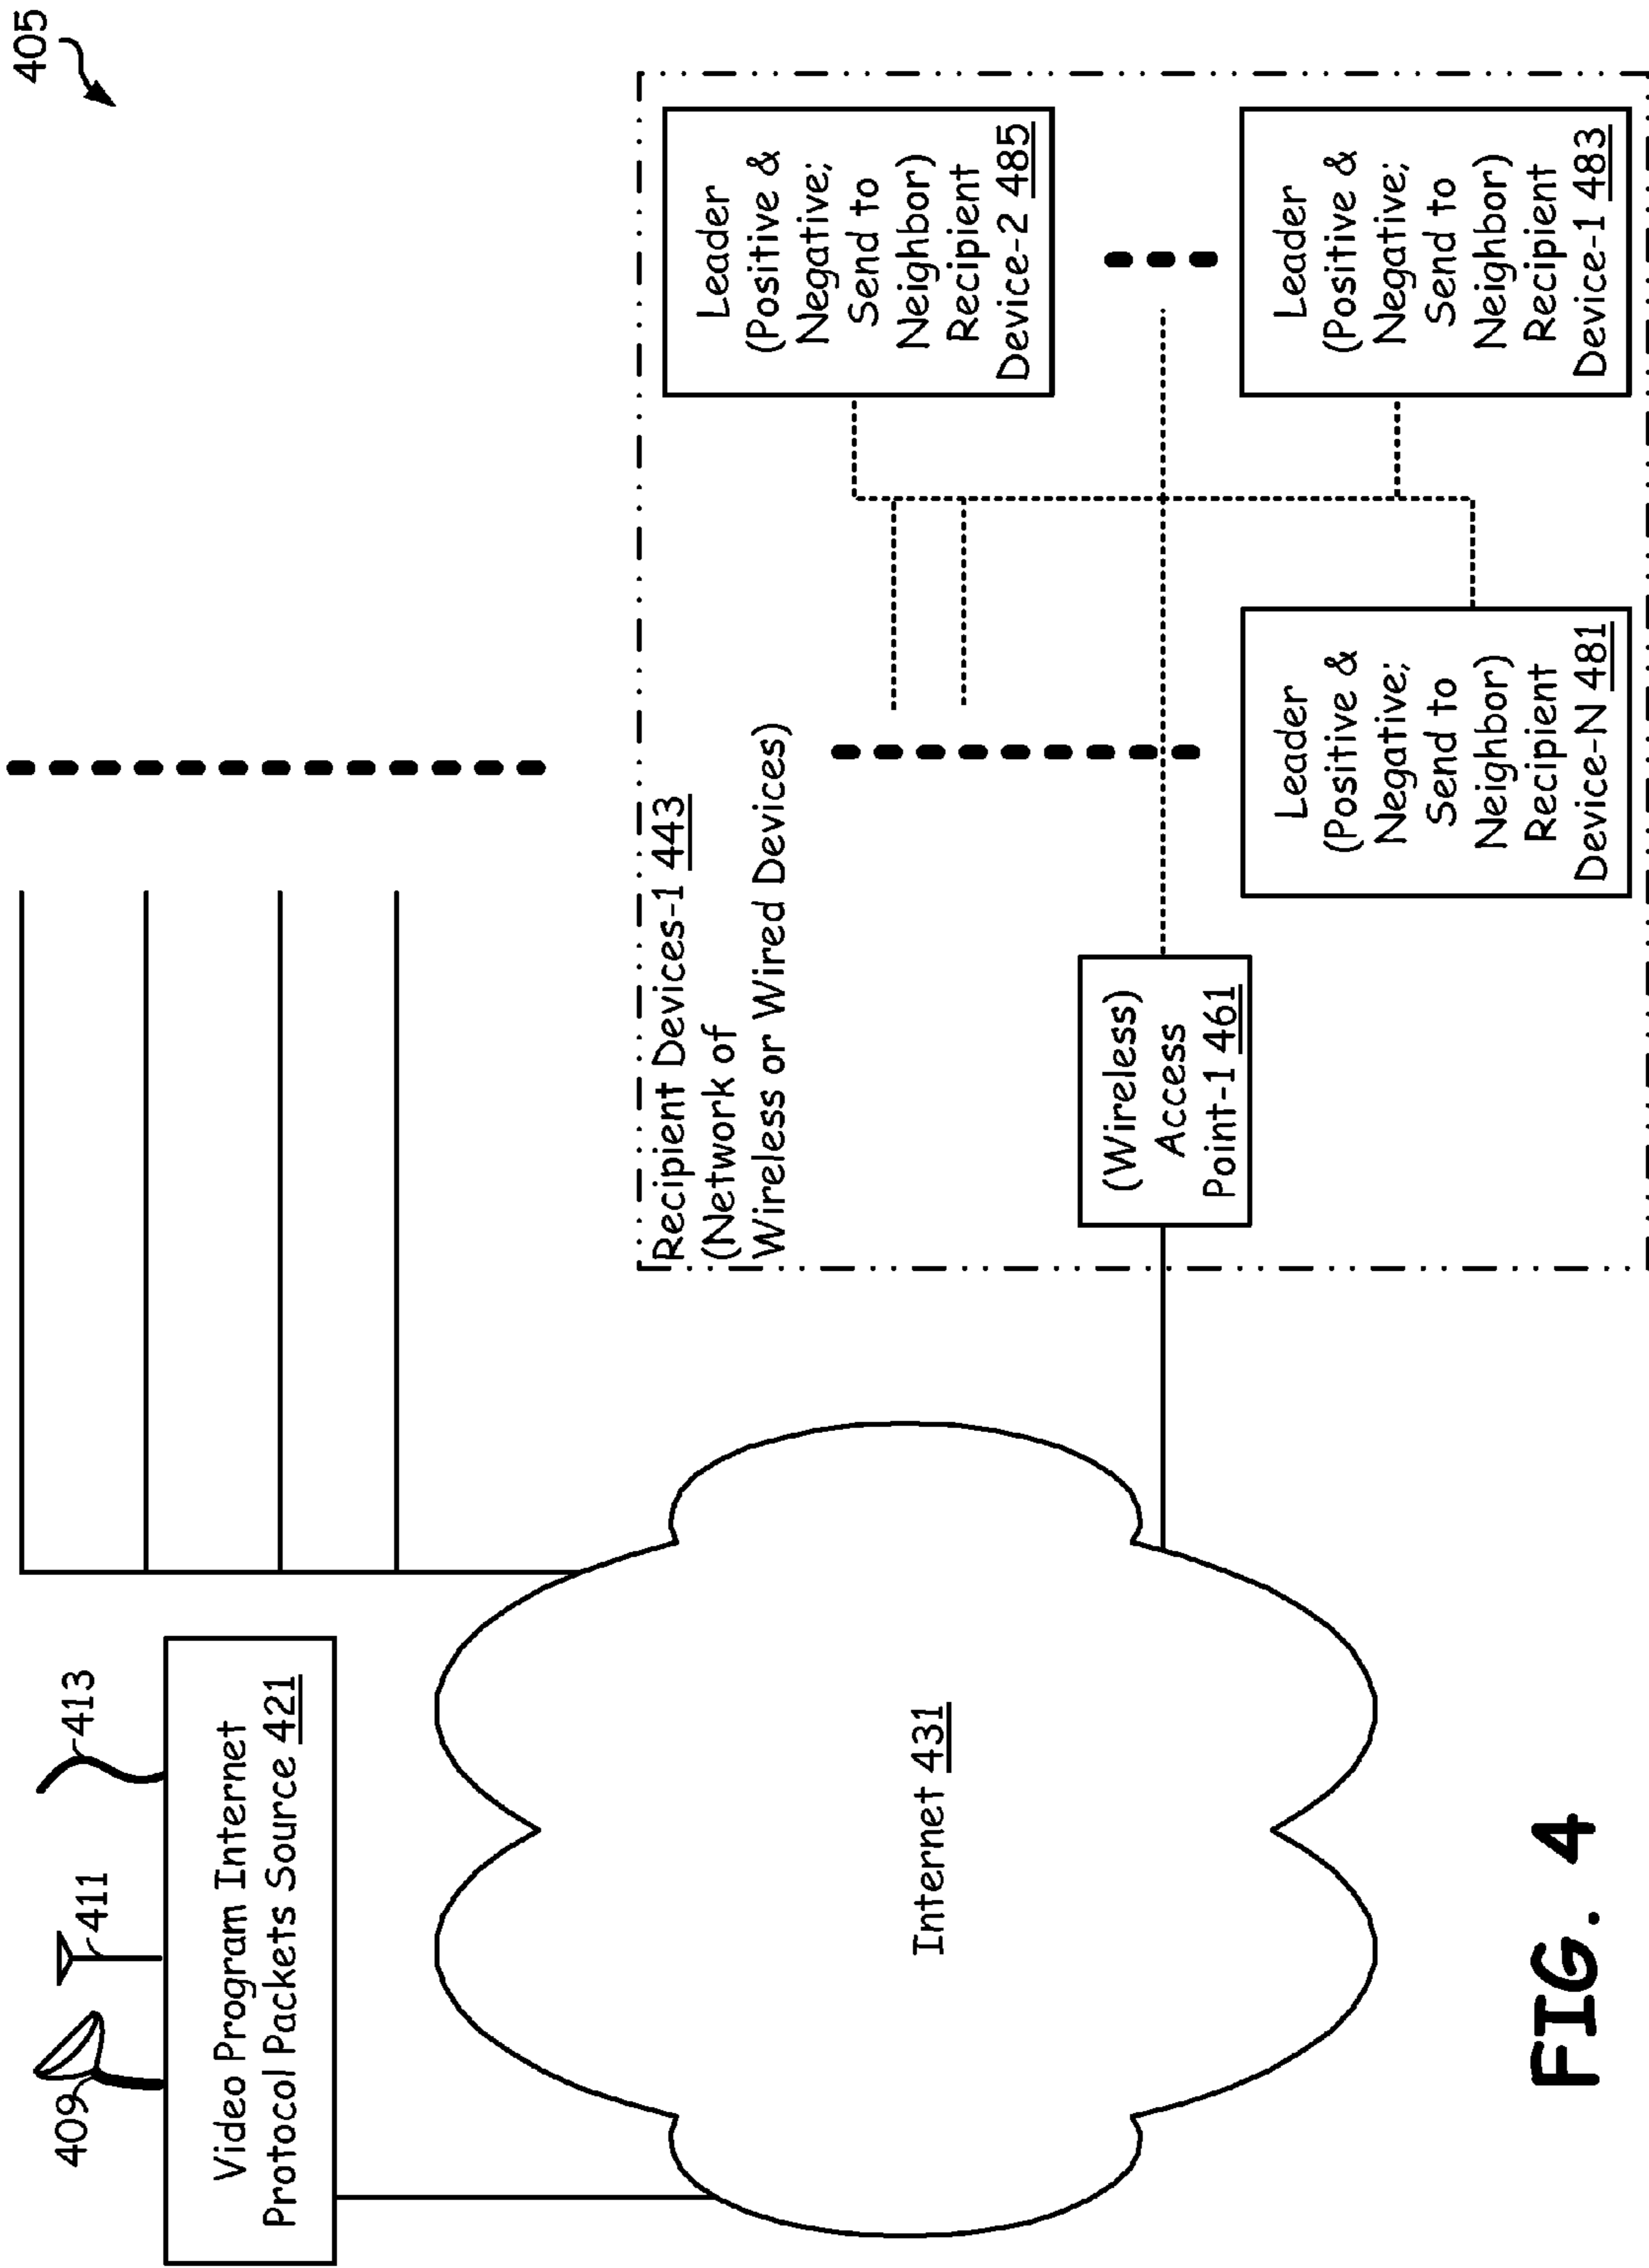 405
409
411
413
Video Program Internet
Protocol Packets Source 421
Internet 431
Recipient Devices-1 443
(Network of
Wireless or Wired Devices)
(Wireless)
Access
Point-1 461
Leader
(Positive &
Negative;
Send to
Neighbor)
Recipient
Device-2 485
Leader
(Positive &
Negative;
Send to
Neighbor)
Recipient
Device-N 481
Leader
(Positive &
Negative;
Send to
Neighbor)
Recipient
Device-1 483
FIG. 4